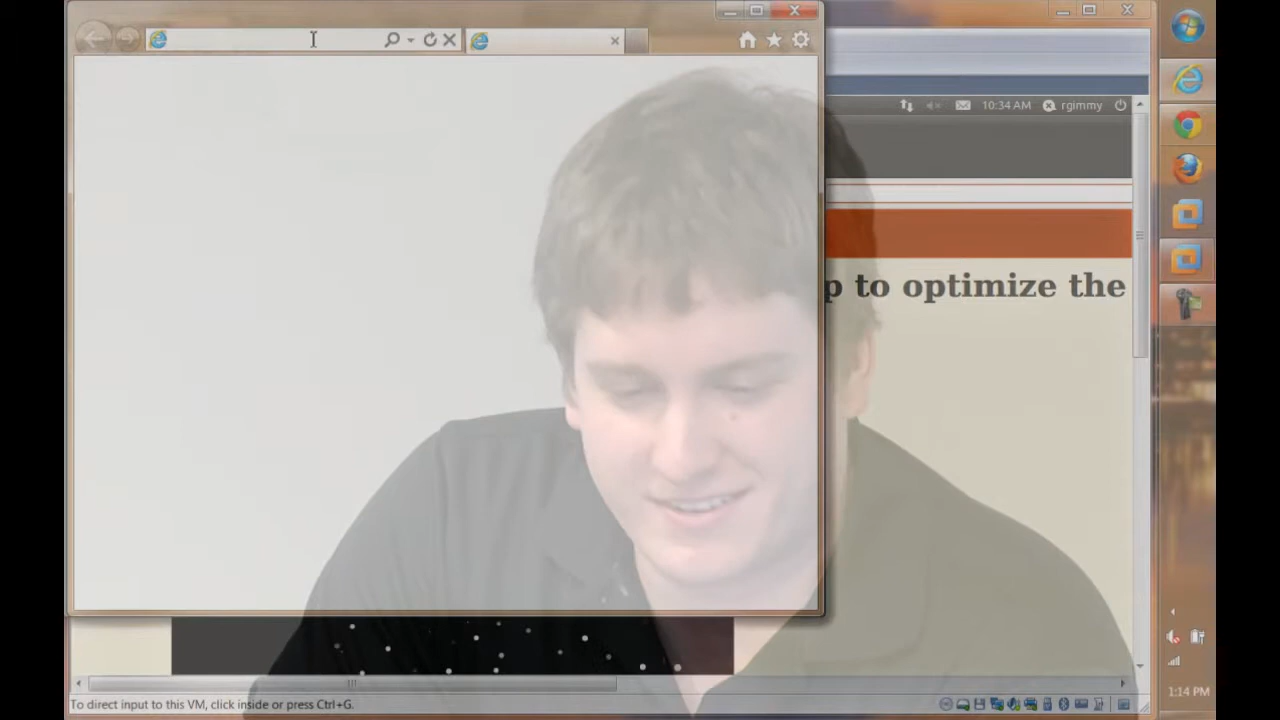 10:34 AM rgimmy
p to optimize the
To direct input to this VM, click inside or press Ctrl+G.
1:14 PM